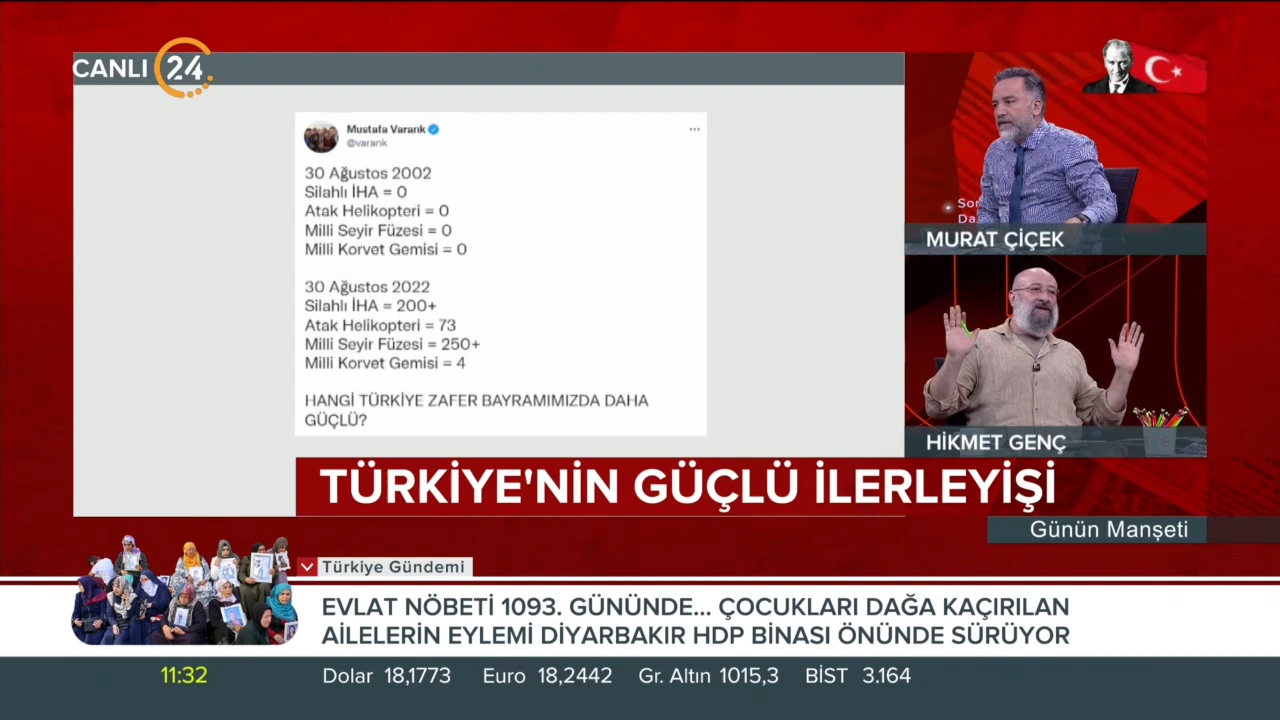 CANLI 24
Mustafa Varank
@varank
30 Ağustos 2002
Silahlı İHA = 0
Atak Helikopteri = 0
Milli Seyir Füzesi = 0
Milli Korvet Gemisi = 0
30 Ağustos 2022
Silahlı İHA = 200+
Atak Helikopteri = 73
Milli Seyir Füzesi = 250+
Milli Korvet Gemisi = 4
HANGİ TÜRKİYE ZAFER BAYRAMIMIZDA DAHA
GÜÇLÜ?
Son
Da
MURAT ÇİÇEK
HİKMET GENÇ
TÜRKİYE'NİN GÜÇLÜ İLERLEYİŞİ
Günün Manşeti
Türkiye Gündemi
EVLAT NÖBETİ 1093. GÜNÜNDE... ÇOCUKLARI DAĞA KAÇIRILAN
AİLELERİN EYLEMİ DİYARBAKIR HDP BİNASI ÖNÜNDE SÜRÜYOR
11:32 Dolar 18,1773 Euro 18,2442 Gr. Altın 1015,3 BİST 3.164